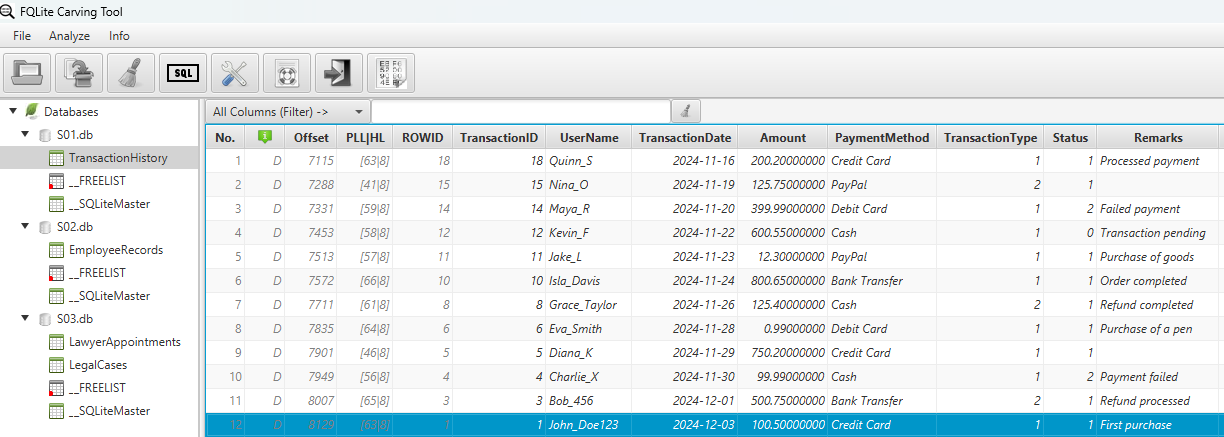 FQLite Carving Tool
File Analyze Info
SQL
Databases
S01.db
TransactionHistory
__FREELIST
__SQLiteMaster
S02.db
EmployeeRecords
__FREELIST
__SQLiteMaster
S03.db
LawyerAppointments
LegalCases
__FREELIST
__SQLiteMaster
All Columns (Filter) ->
No. Offset PLL|HL ROWID TransactionID UserName TransactionDate Amount PaymentMethod TransactionType Status Remarks
1 D 7115 [63|8] 18 18 Quinn_S 2024-11-16 200.20000000 Credit Card 1 1 Processed payment
2 D 7288 [41|8] 15 15 Nina_O 2024-11-19 125.75000000 PayPal 2 1
3 D 7331 [59|8] 14 14 Maya_R 2024-11-20 399.99000000 Debit Card 1 2 Failed payment
4 D 7453 [58|8] 12 12 Kevin_F 2024-11-22 600.55000000 Cash 1 0 Transaction pending
5 D 7513 [57|8] 11 11 Jake_L 2024-11-23 12.30000000 PayPal 1 1 Purchase of goods
6 D 7572 [66|8] 10 10 Isla_Davis 2024-11-24 800.65000000 Bank Transfer 1 1 Order completed
7 D 7711 [61|8] 8 8 Grace_Taylor 2024-11-26 125.40000000 Cash 2 1 Refund completed
8 D 7835 [64|8] 6 6 Eva_Smith 2024-11-28 0.99000000 Debit Card 1 1 Purchase of a pen
9 D 7901 [46|8] 5 5 Diana_K 2024-11-29 750.20000000 Credit Card 1 1
10 D 7949 [56|8] 4 4 Charlie_X 2024-11-30 99.99000000 Cash 1 2 Payment failed
11 D 8007 [65|8] 3 3 Bob_456 2024-12-01 500.75000000 Bank Transfer 2 1 Refund processed
12 D 8129 [63|8] 1 1 John_Doe123 2024-12-03 100.50000000 Credit Card 1 1 First purchase